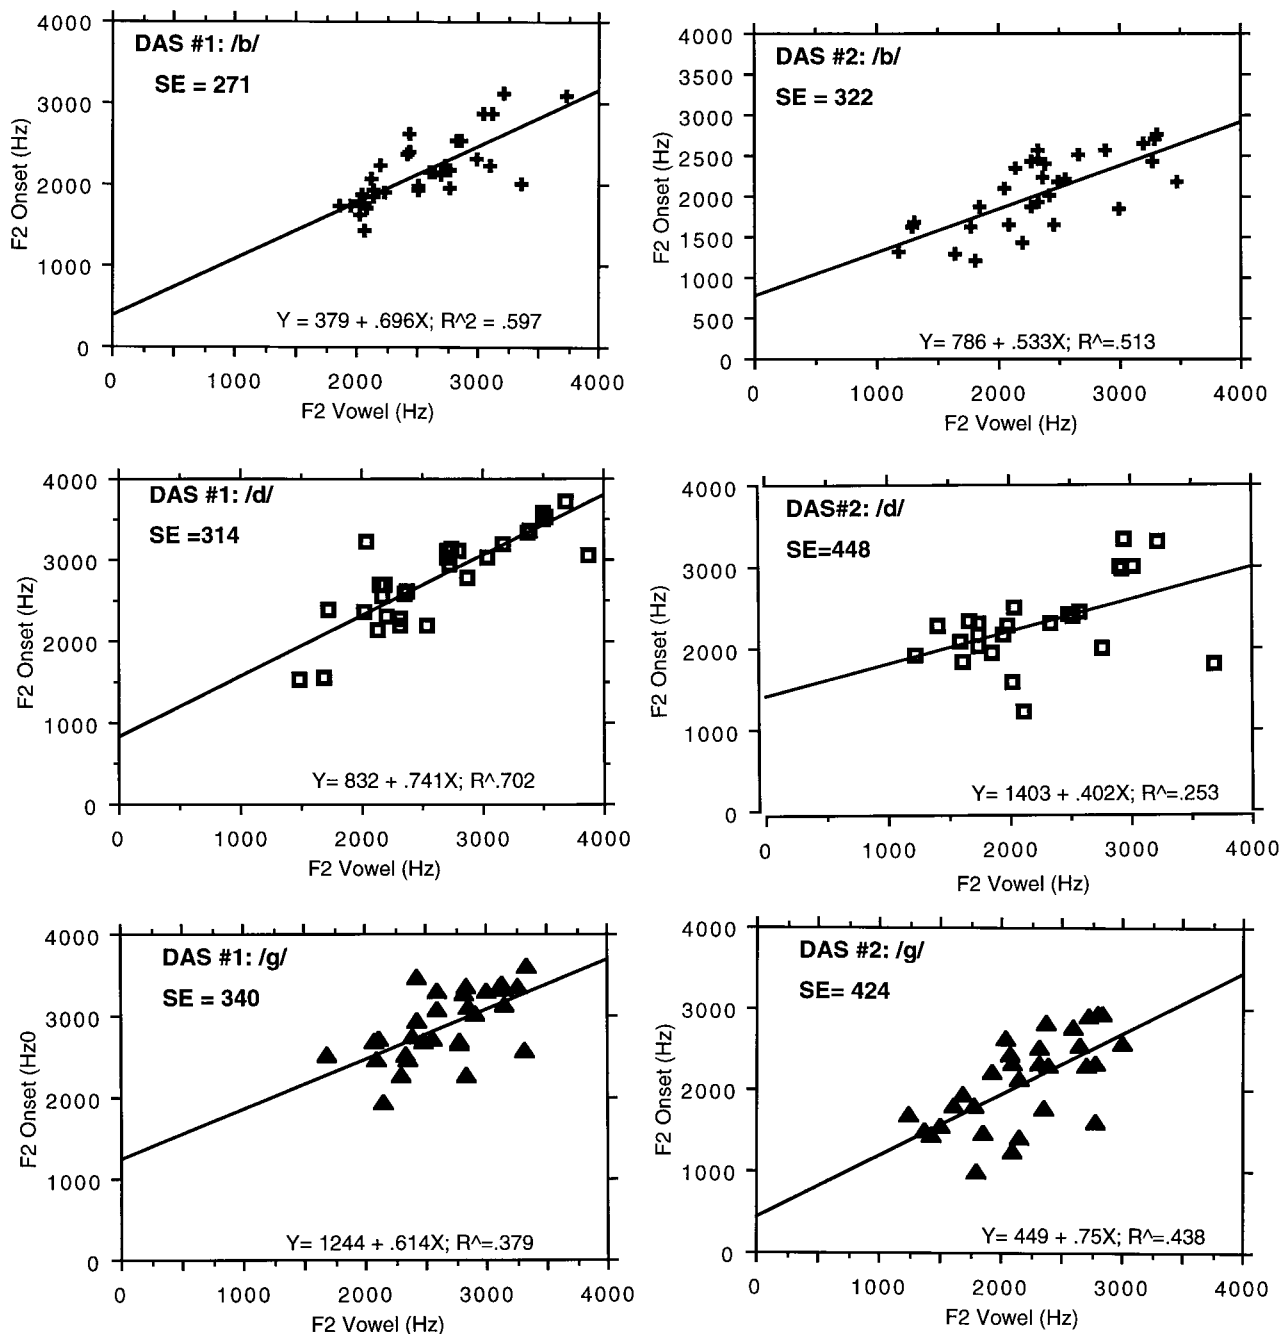 DAS #1: /b/
SE = 271
4000
3000
2000
1000
0
F2 Onset (Hz)
Y = 379 + .696X; R^2 = .597
0 1000 2000 3000 4000
F2 Vowel (Hz)
DAS #2: /b/
SE = 322
4000
3500
3000
2500
2000
1500
1000
500
0
F2 Onset (Hz)
Y= 786 + .533X; R^=.513
0 1000 2000 3000 4000
F2 Vowel (Hz)
DAS #1: /d/
SE =314
4000
3000
2000
1000
0
F2 Onset (Hz)
Y= 832 + .741X; R^.702
0 1000 2000 3000 4000
F2 Vowel (Hz)
DAS#2: /d/
SE=448
4000
3000
2000
1000
0
F2 Onset (Hz)
Y= 1403 + .402X; R^=.253
0 1000 2000 3000 4000
F2 Vowel (Hz)
DAS #1: /g/
SE = 340
4000
3000
2000
1000
0
F2 Onset (Hz0
Y= 1244 + .614X; R^=.379
0 1000 2000 3000 4000
F2 Vowel (Hz)
DAS #2: /g/
SE= 424
4000
3000
2000
1000
0
F2 Onset (Hz)
Y= 449 + .75X; R^=.438
0 1000 2000 3000 4000
F2 Vowel (Hz)